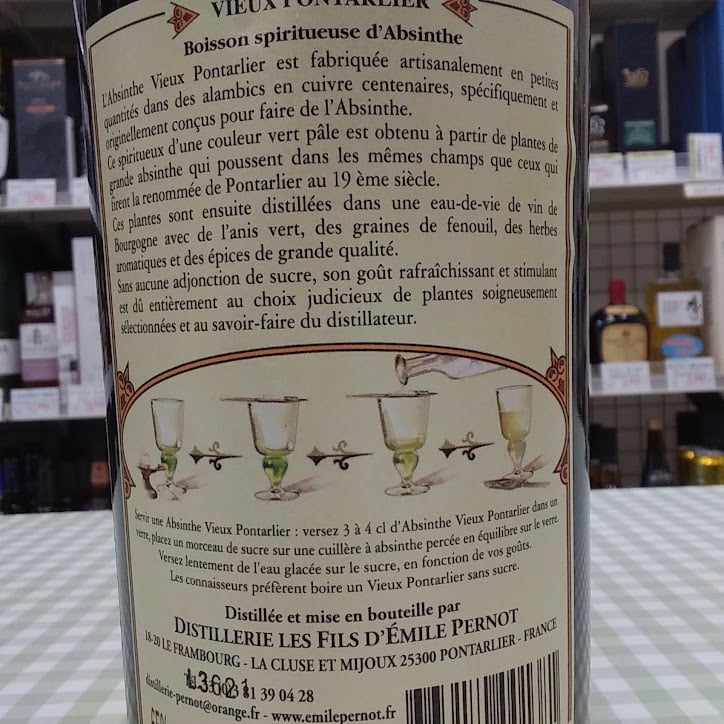 VIEUX PONTARLIER
Boisson spiritueuse d'Absinthe
L'Absinthe Vieux Pontarlier est fabriquée artisanalement en petites
quantités dans des alambics en cuivre centenaires, spécifiquement et
originellement conçus pour faire de l'Absinthe.
Ce spiritueux d'une couleur vert pâle est obtenu à partir de plantes de
grande absinthe qui poussent dans les mêmes champs que ceux qui
firent la renommée de Pontarlier au 19 ème siècle.
Ces plantes sont ensuite distillées dans une eau-de-vie de vin de
Bourgogne avec de l'anis vert, des graines de fenouil, des herbes
aromatiques et des épices de grande qualité.
Sans aucune adjonction de sucre, son goût rafraîchissant et stimulant
est dû entièrement au choix judicieux de plantes soigneusement
sélectionnées et au savoir-faire du distillateur.
Servir une Absinthe Vieux Pontarlier : versez 3 à 4 cl d'Absinthe Vieux Pontarlier dans un
verre, placez un morceau de sucre sur une cuillère à absinthe percée en équilibre sur le verre.
Versez lentement de l'eau glacée sur le sucre, en fonction de vos goûts.
Les connaisseurs préfèrent boire un Vieux Pontarlier sans sucre.
Distillée et mise en bouteille par
DISTILLERIE LES FILS D'ÉMILE PERNOT
18-20 LE FRAMBOURG - LA CLUSE ET MIJOUX 25300 PONTARLIER - FRANCE
81 39 04 28
distillerie-pernot@orange.fr - www.emilepernot.fr